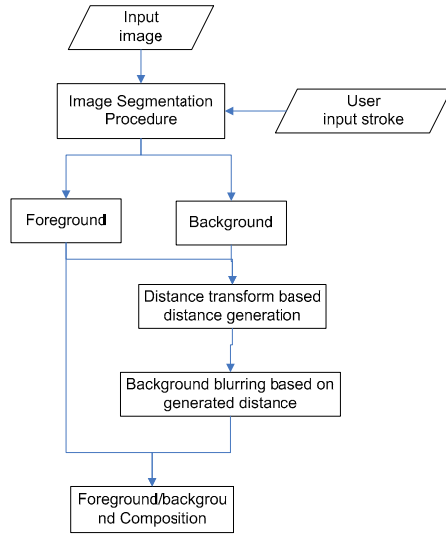 Input
image
Image Segmentation
Procedure
User
input stroke
Foreground
Background
Distance transform based
distance generation
Background blurring based on
generated distance
Foreground/backgrou
nd Composition